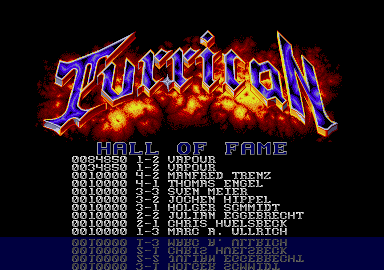 Turrican
HALL OF FAME
0084850 1-2 VAPOUR
0034850 1-2 VAPOUR
0010000 4-2 MANFRED TRENZ
0010000 4-1 THOMAS ENGEL
0010000 3-3 SVEN MEIER
0010000 3-2 JOCHEN HIPPEL
0010000 3-1 HOLGER SCHMIDT
0010000 2-2 JULIAN EGGEBRECHT
0010000 2-1 CHRIS HUELSBECK
0010000 1-3 MARC A. ULLRICH